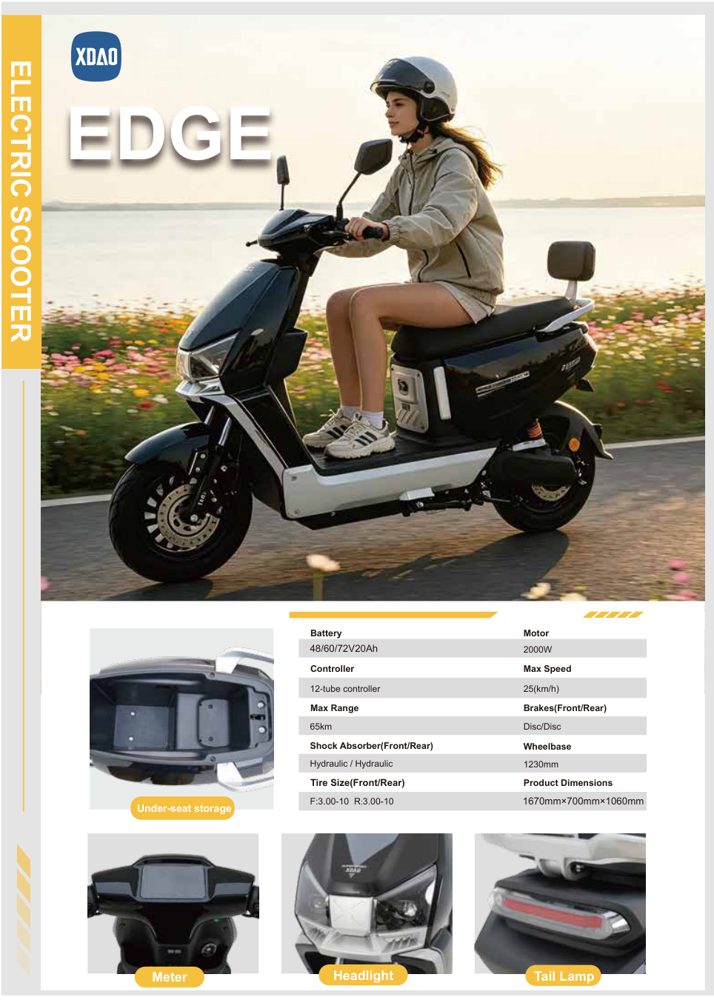 ELECTRIC SCOOTER
XDAO
EDGE
Battery
48/60/72V20Ah
Controller
12-tube controller
Max Range
65km
Shock Absorber(Front/Rear)
Hydraulic / Hydraulic
Tire Size(Front/Rear)
F:3.00-10 R:3.00-10
Motor
2000W
Max Speed
25(km/h)
Brakes(Front/Rear)
Disc/Disc
Wheelbase
1230mm
Product Dimensions
1670mm×700mm×1060mm
Under-seat storage
Meter
XDAO
Headlight
Tail Lamp